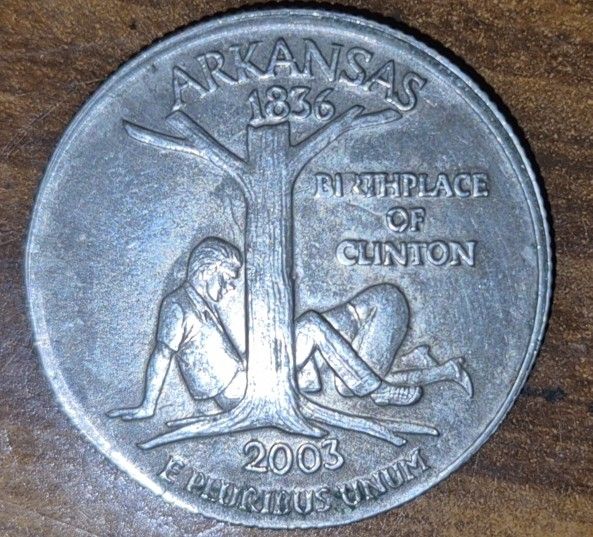 ARKANSAS
1836
BIRTHPLACE
OF
CLINTON
2003
E PLURIBUS UNUM